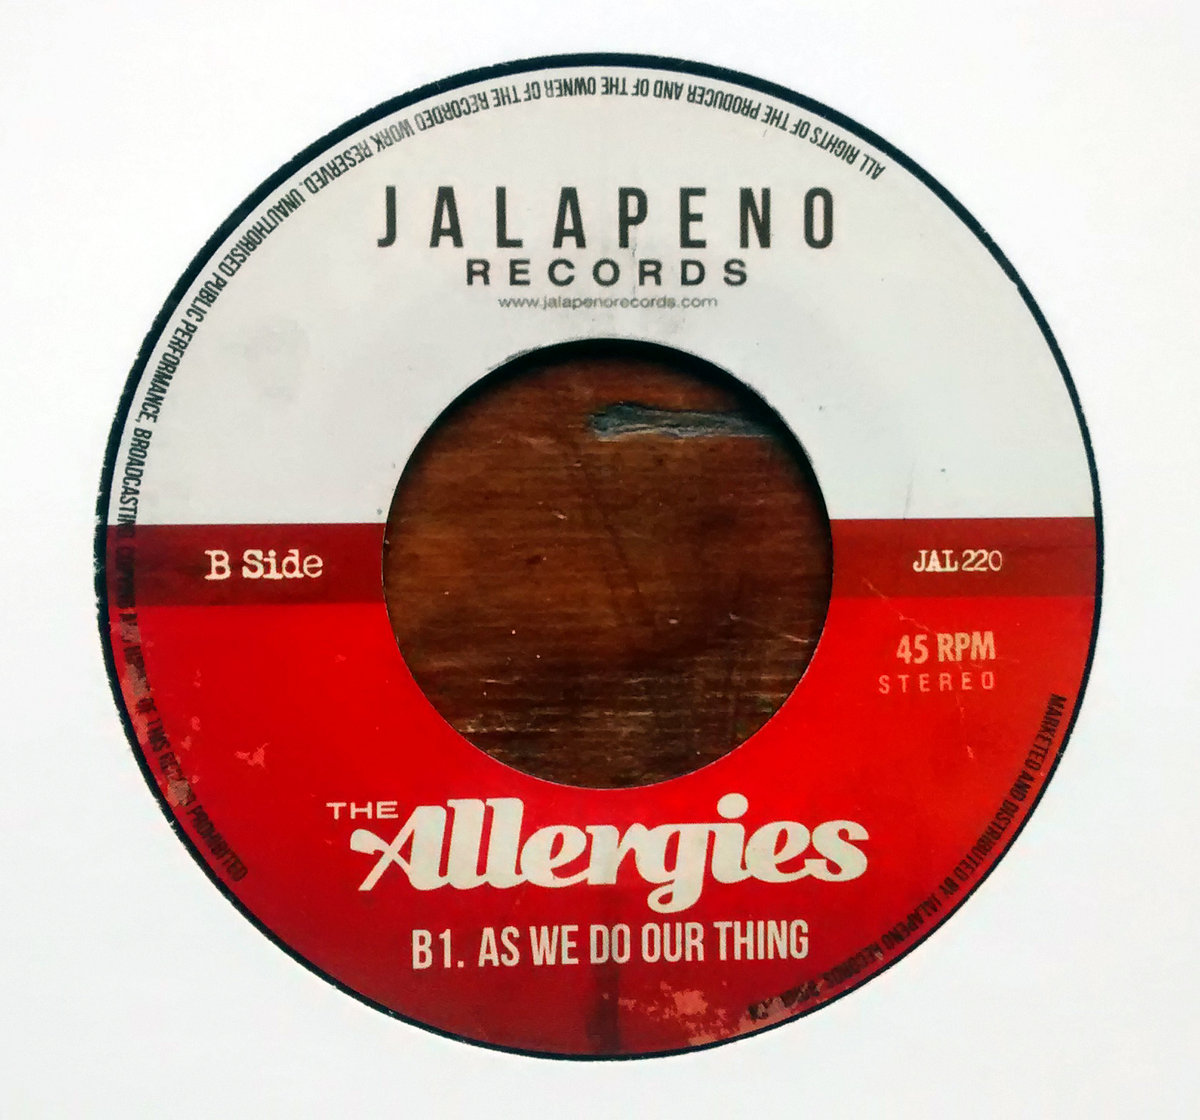 ALL RIGHTS OF THE PRODUCER AND OF THE OWNER OF THE RECORDED WORK RESERVED. UNAUTHORISED PUBLIC PERFORMANCE, BROADCASTING PROHIBITED
JALAPENO
RECORDS
www.jalapenorecords.com
B Side
JAL 220
45 RPM
STEREO
THE Allergies
B1. AS WE DO OUR THING
MARKETED AND DISTRIBUTED BY JALAPENO RECORDS,